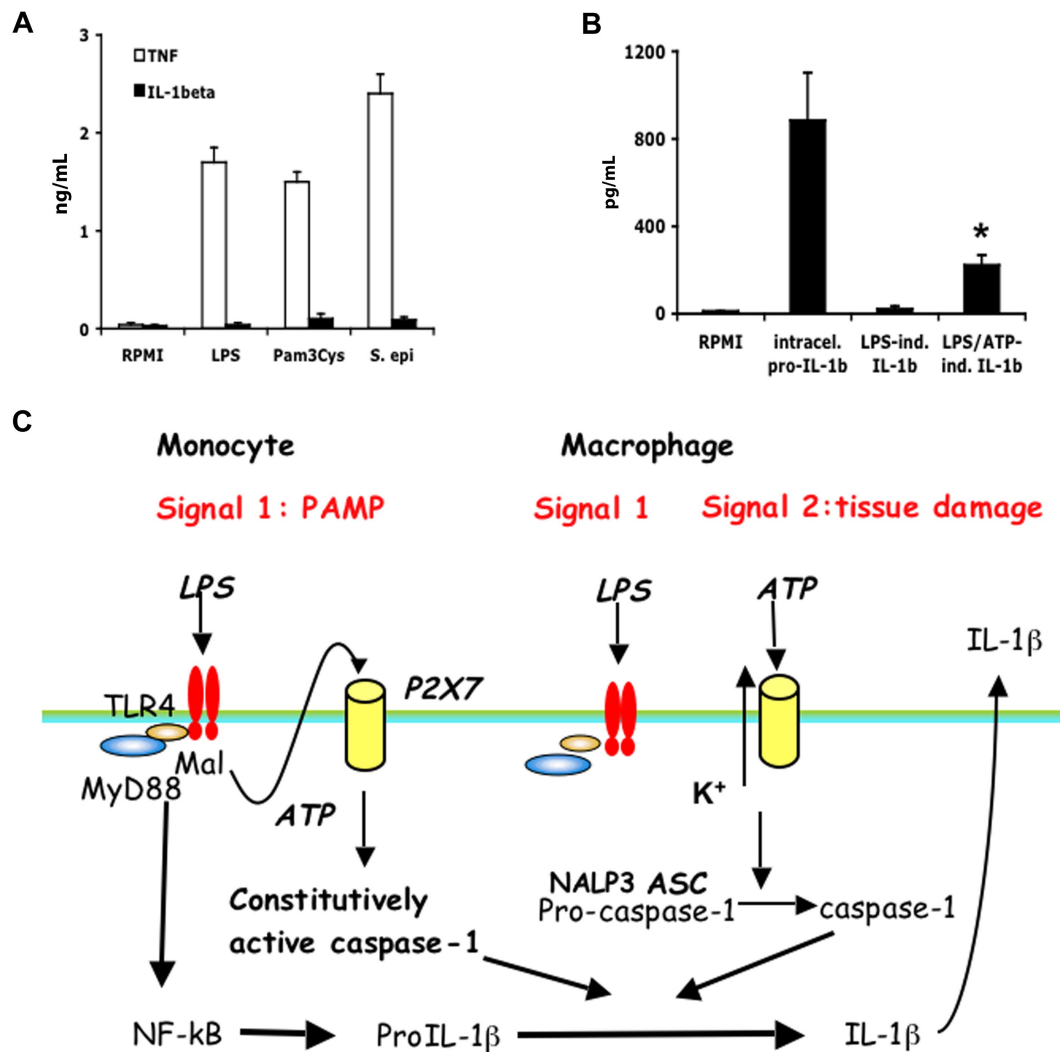 A
3
2
1
0
ng/mL
TNF
IL-1beta
RPMI LPS Pam3Cys S. epi
B
1200
800
400
0
pg/mL
*
RPMI intracel. LPS-ind. LPS/ATP-
pro-IL-1b IL-1b ind. IL-1b
C
Monocyte Macrophage
Signal 1: PAMP Signal 1 Signal 2:tissue damage
LPS LPS ATP
IL-1β
TLR4 P2X7
Mal
MyD88 ATP K+
Constitutively
active caspase-1
NALP3 ASC
Pro-caspase-1 caspase-1
NF-kB ProIL-1β IL-1β